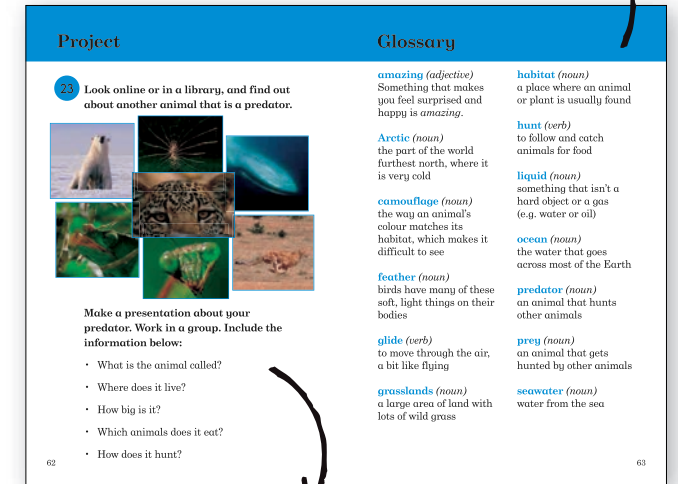 Project
23
Look online or in a library, and find out
about another animal that is a predator.
Make a presentation about your
predator. Work in a group. Include the
information below:
• What is the animal called?
• Where does it live?
• How big is it?
• Which animals does it eat?
• How does it hunt?
62
Glossary
amazing (adjective)
Something that makes
you feel surprised and
happy is amazing.
Arctic (noun)
the part of the world
furthest north, where it
is very cold
camouflage (noun)
the way an animal's
colour matches its
habitat, which makes it
difficult to see
feather (noun)
birds have many of these
soft, light things on their
bodies
glide (verb)
to move through the air,
a bit like flying
grasslands (noun)
a large area of land with
lots of wild grass
habitat (noun)
a place where an animal
or plant is usually found
hunt (verb)
to follow and catch
animals for food
liquid (noun)
something that isn't a
hard object or a gas
(e.g. water or oil)
ocean (noun)
the water that goes
across most of the Earth
predator (noun)
an animal that hunts
other animals
prey (noun)
an animal that gets
hunted by other animals
seawater (noun)
water from the sea
63